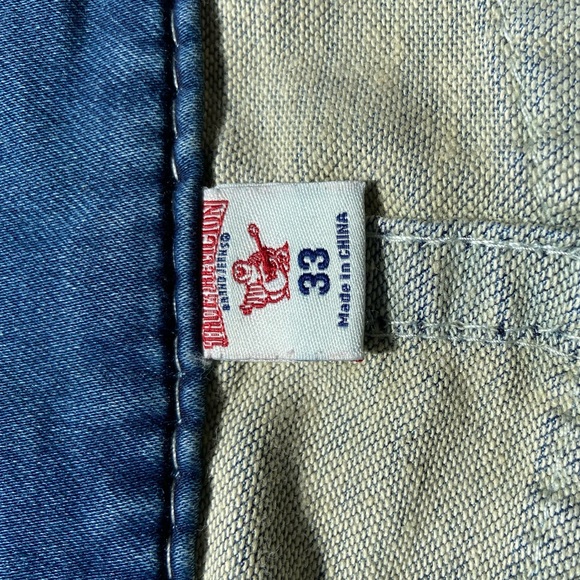 TRUE RELIGION
BRAND JEANS®
33
Made in CHINA